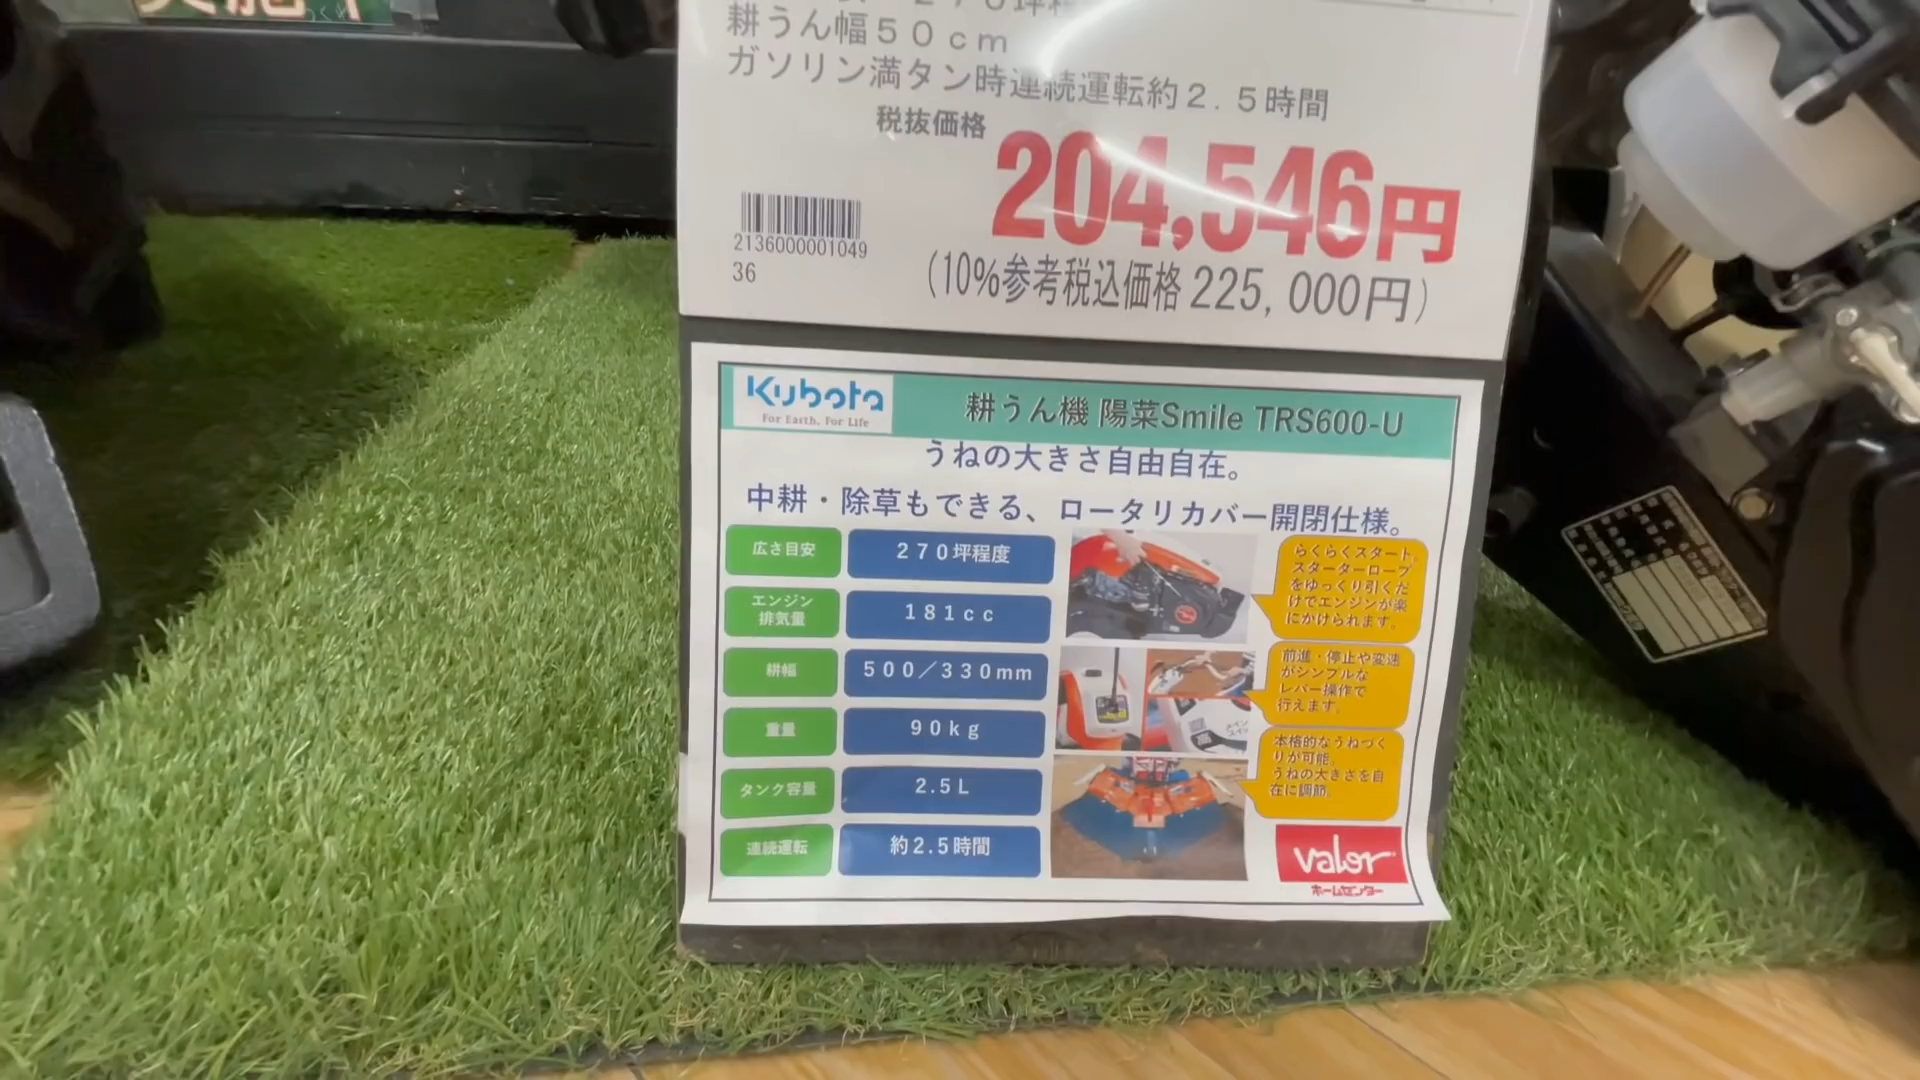 耕うん幅50cm
ガソリン満タン時連続運転約2.5時間
税抜価格
204,546円
(10%参考税込価格 225,000円)
2136000001049
36
Kubota
For Earth, For Life
耕うん機 陽菜Smile TRS600-U
うねの大きさ自由自在。
中耕・除草もできる、ロータリカバー開閉仕様。
広さ目安 270坪程度
エンジン排気量 181cc
耕幅 500/330mm
重量 90kg
タンク容量 2.5L
連続運転 約2.5時間
らくらくスタート。
スターターロープ
をゆっくり引くだ
けでエンジンが楽
にかけられます。
前進・停止や変速
がシンプルな
レバー操作で
行えます。
本格的なうねづく
りが可能。
うねの大きさを自
在に調節。
valor
ホームセンター